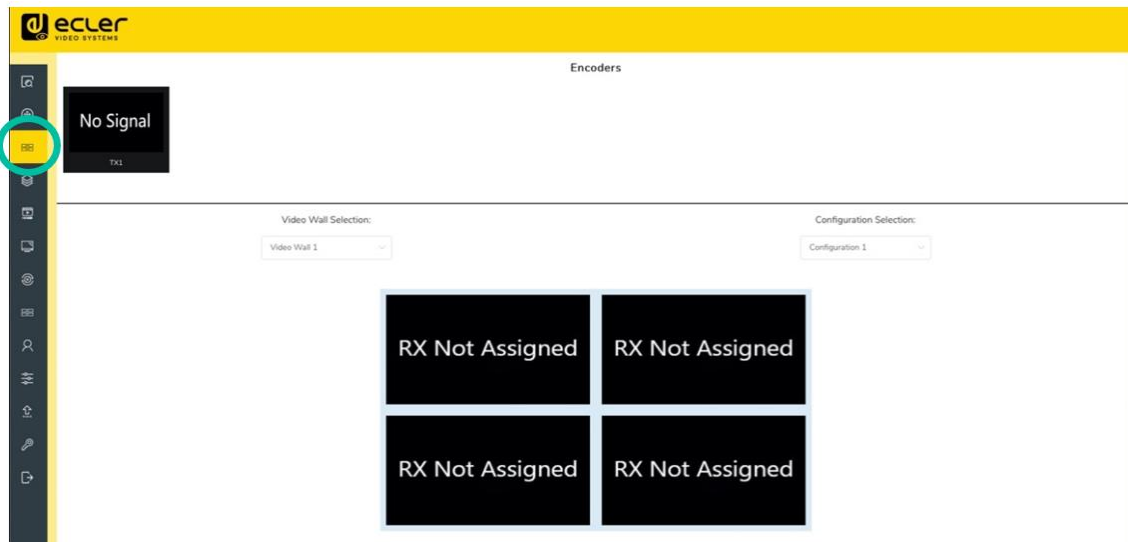 ecler
VIDEO SYSTEMS
Encoders
No Signal
TX1
Video Wall Selection:
Configuration Selection:
Video Wall 1
Configuration 1
RX Not Assigned
RX Not Assigned
RX Not Assigned
RX Not Assigned